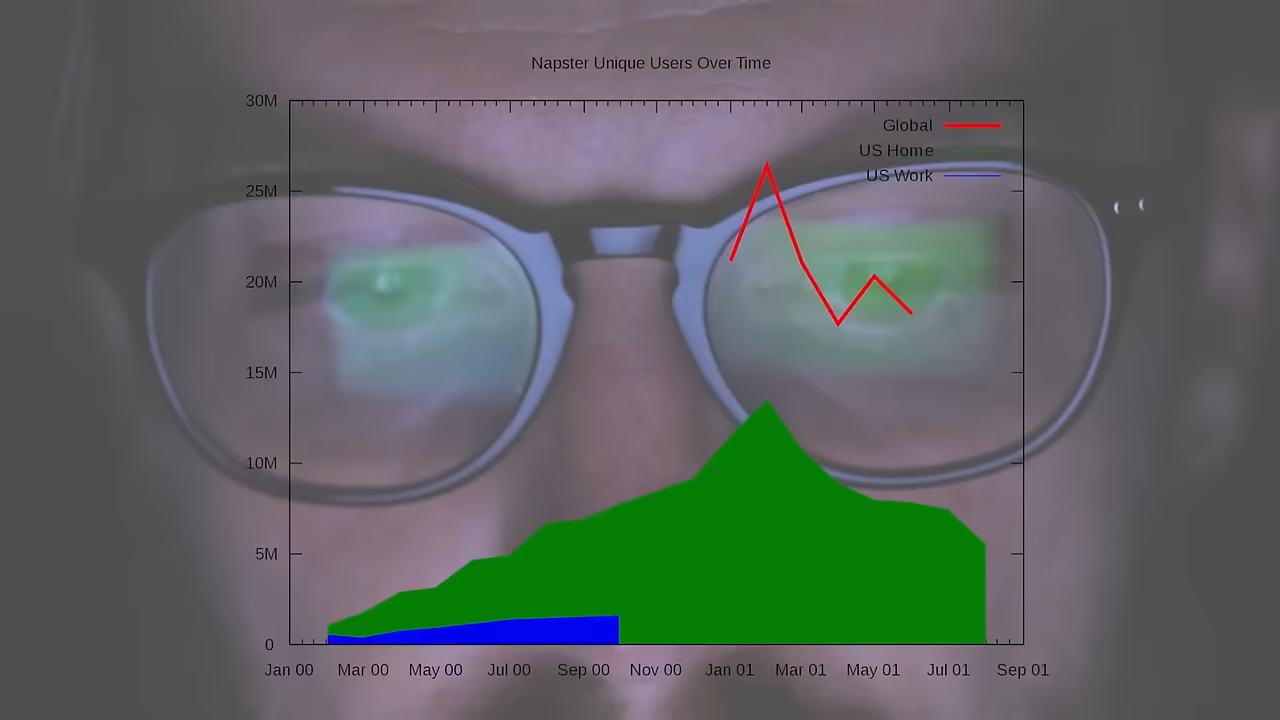 Napster Unique Users Over Time
30M
25M
20M
15M
10M
5M
0
Global
US Home
US Work
Jan 00 Mar 00 May 00 Jul 00 Sep 00 Nov 00 Jan 01 Mar 01 May 01 Jul 01 Sep 01